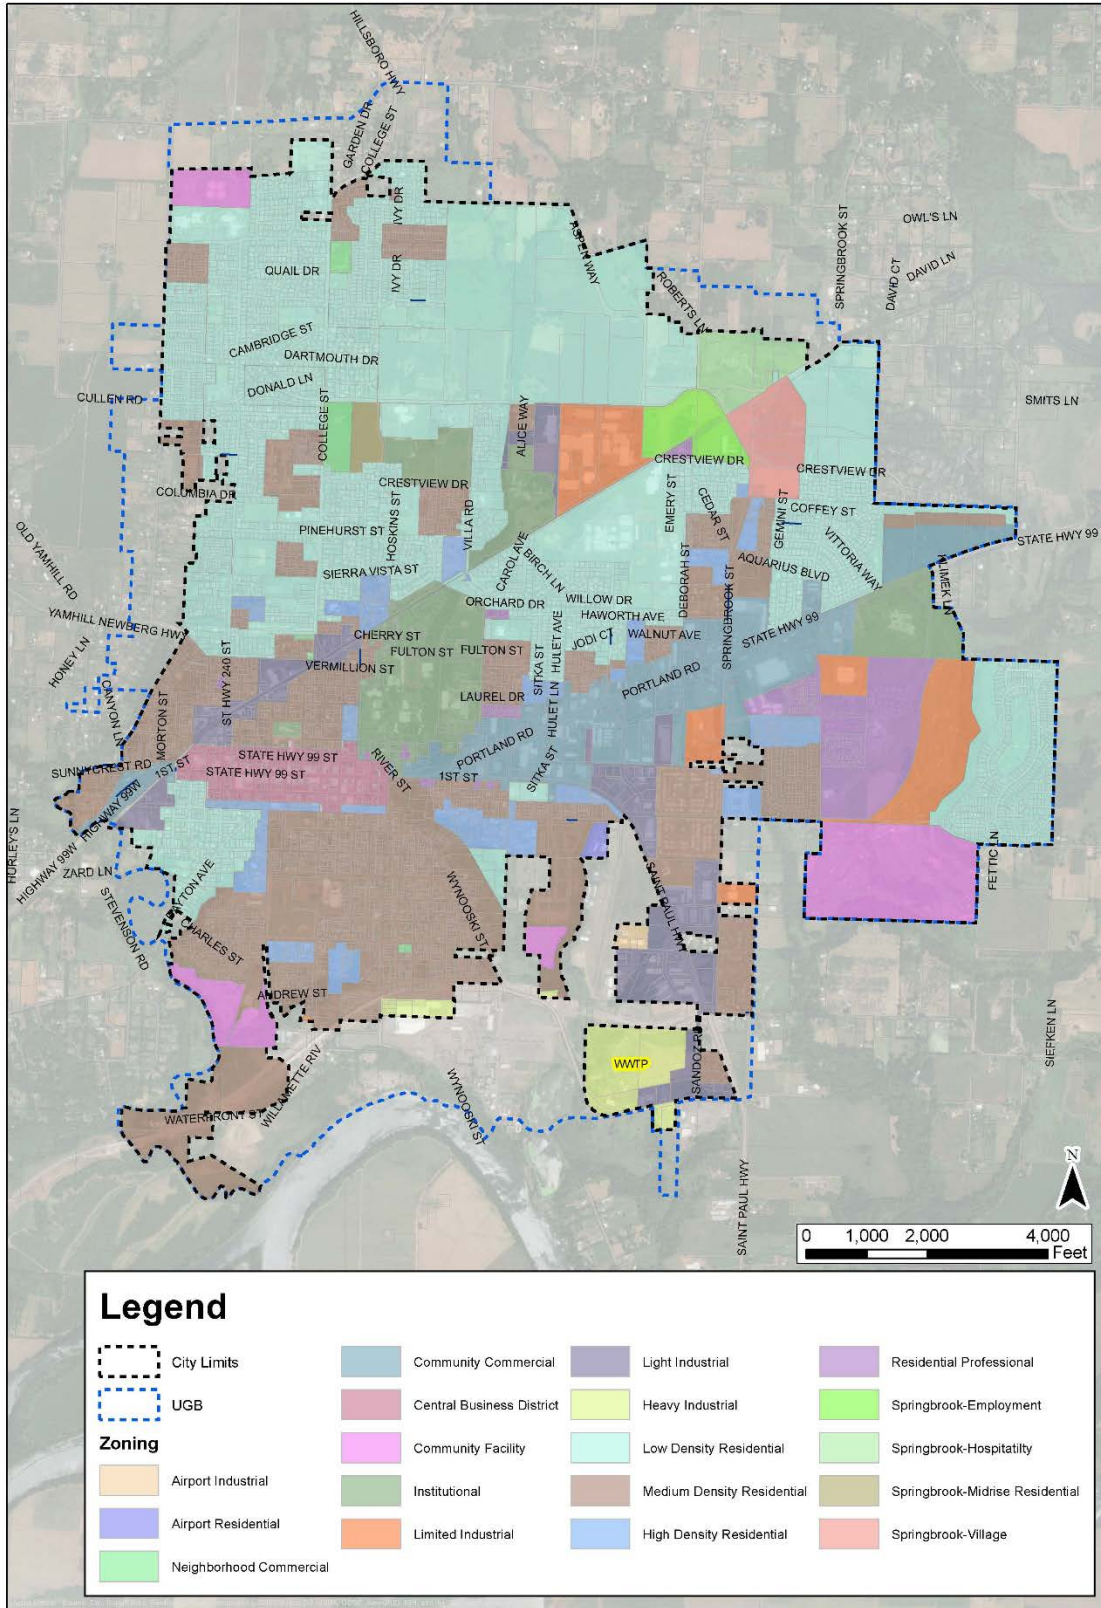 HILLSBORO HWY
GARDEN DR
COLLEGE ST
IVY DR
IVY DR
ASPEN WAY
SPRINGBROOK ST
OWL'S LN
DAVID CT
DAVID LN
QUAIL DR
ROBERTS LN
CAMBRIDGE ST
DARTMOUTH DR
DONALD LN
CULLEN RD
SMITS LN
COLLEGE ST
ALICE WAY
CRESTVIEW DR
CRESTVIEW DR
CRESTVIEW DR
COLUMBIA DR
HOSKINS ST
VILLA RD
EMERY ST
CEDAR ST
GEMINI ST
COFFEY ST
PINEHURST ST
VITTORIA WAY
STATE HWY 99
OLD YAMHILL RD
SIERRA VISTA ST
CAROL AVE
BIRCH LN
DEBORAH ST
AQUARIUS BLVD
KLIMEK LN
ORCHARD DR
WILLOW DR
SPRINGBROOK ST
HAWORTH AVE
YAMHILL NEWBERG HWY
CHERRY ST
WALNUT AVE
STATE HWY 99
JODI CT
HONEY LN
FULTON ST
FULTON ST
SITKA ST
HULET AVE
VERMILLION ST
ST HWY 240 ST
CANYON LN
MORTON ST
LAUREL DR
HULET LN
PORTLAND RD
STATE HWY 99 ST
STATE HWY 99 ST
RIVER ST
PORTLAND RD
SUNNYCREST RD
1ST ST
1ST ST
SITKA ST
HIGHWAY 99W
HIGHWAY 99W
HURLEY'S LN
ZARD LN
DAYTON AVE
STEVENSON RD
CHARLES ST
WYNOOSKI ST
SAINT PAUL HWY
FETTIC LN
ANDREW ST
SIEFKEN LN
WWTP
SANDOZ RD
WATERFRONT ST
WILLAMETTE RIV
WYNOOSKI ST
SAINT PAUL HWY
N
0 1,000 2,000 4,000
Feet
Legend
City Limits
UGB
Zoning
Airport Industrial
Airport Residential
Neighborhood Commercial
Community Commercial
Central Business District
Community Facility
Institutional
Limited Industrial
Light Industrial
Heavy Industrial
Low Density Residential
Medium Density Residential
High Density Residential
Residential Professional
Springbrook-Employment
Springbrook-Hospitatilty
Springbrook-Midrise Residential
Springbrook-Village